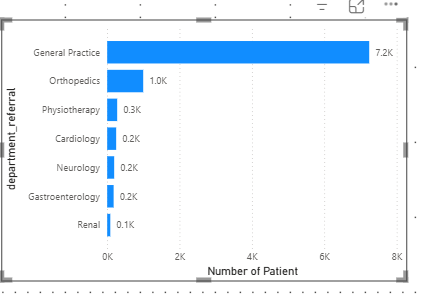 department_referral
General Practice 7.2K
Orthopedics 1.0K
Physiotherapy 0.3K
Cardiology 0.2K
Neurology 0.2K
Gastroenterology 0.2K
Renal 0.1K
0K 2K 4K 6K 8K
Number of Patient